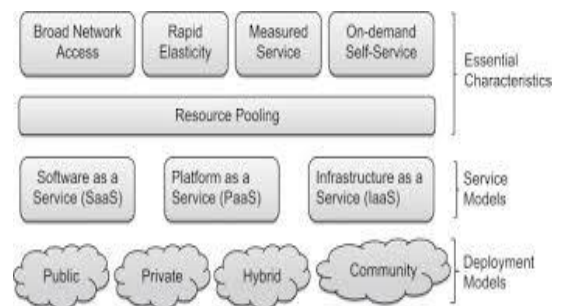 Broad Network
Access
Rapid
Elasticity
Measured
Service
On-demand
Self-Service
Essential
Characteristics
Resource Pooling
Software as a
Service (SaaS)
Platform as a
Service (PaaS)
Infrastructure as a
Service (IaaS)
Service
Models
Public
Private
Hybrid
Community
Deployment
Models